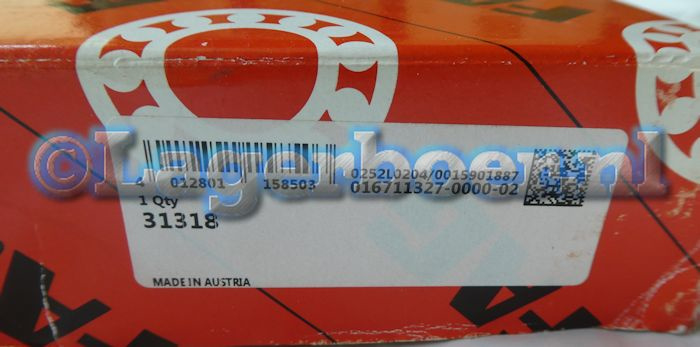 ©Lagerboer.nl
4 012801 158503
0252L0204/0015901887
016711327-0000-02
1 Qty
31318
MADE IN AUSTRIA